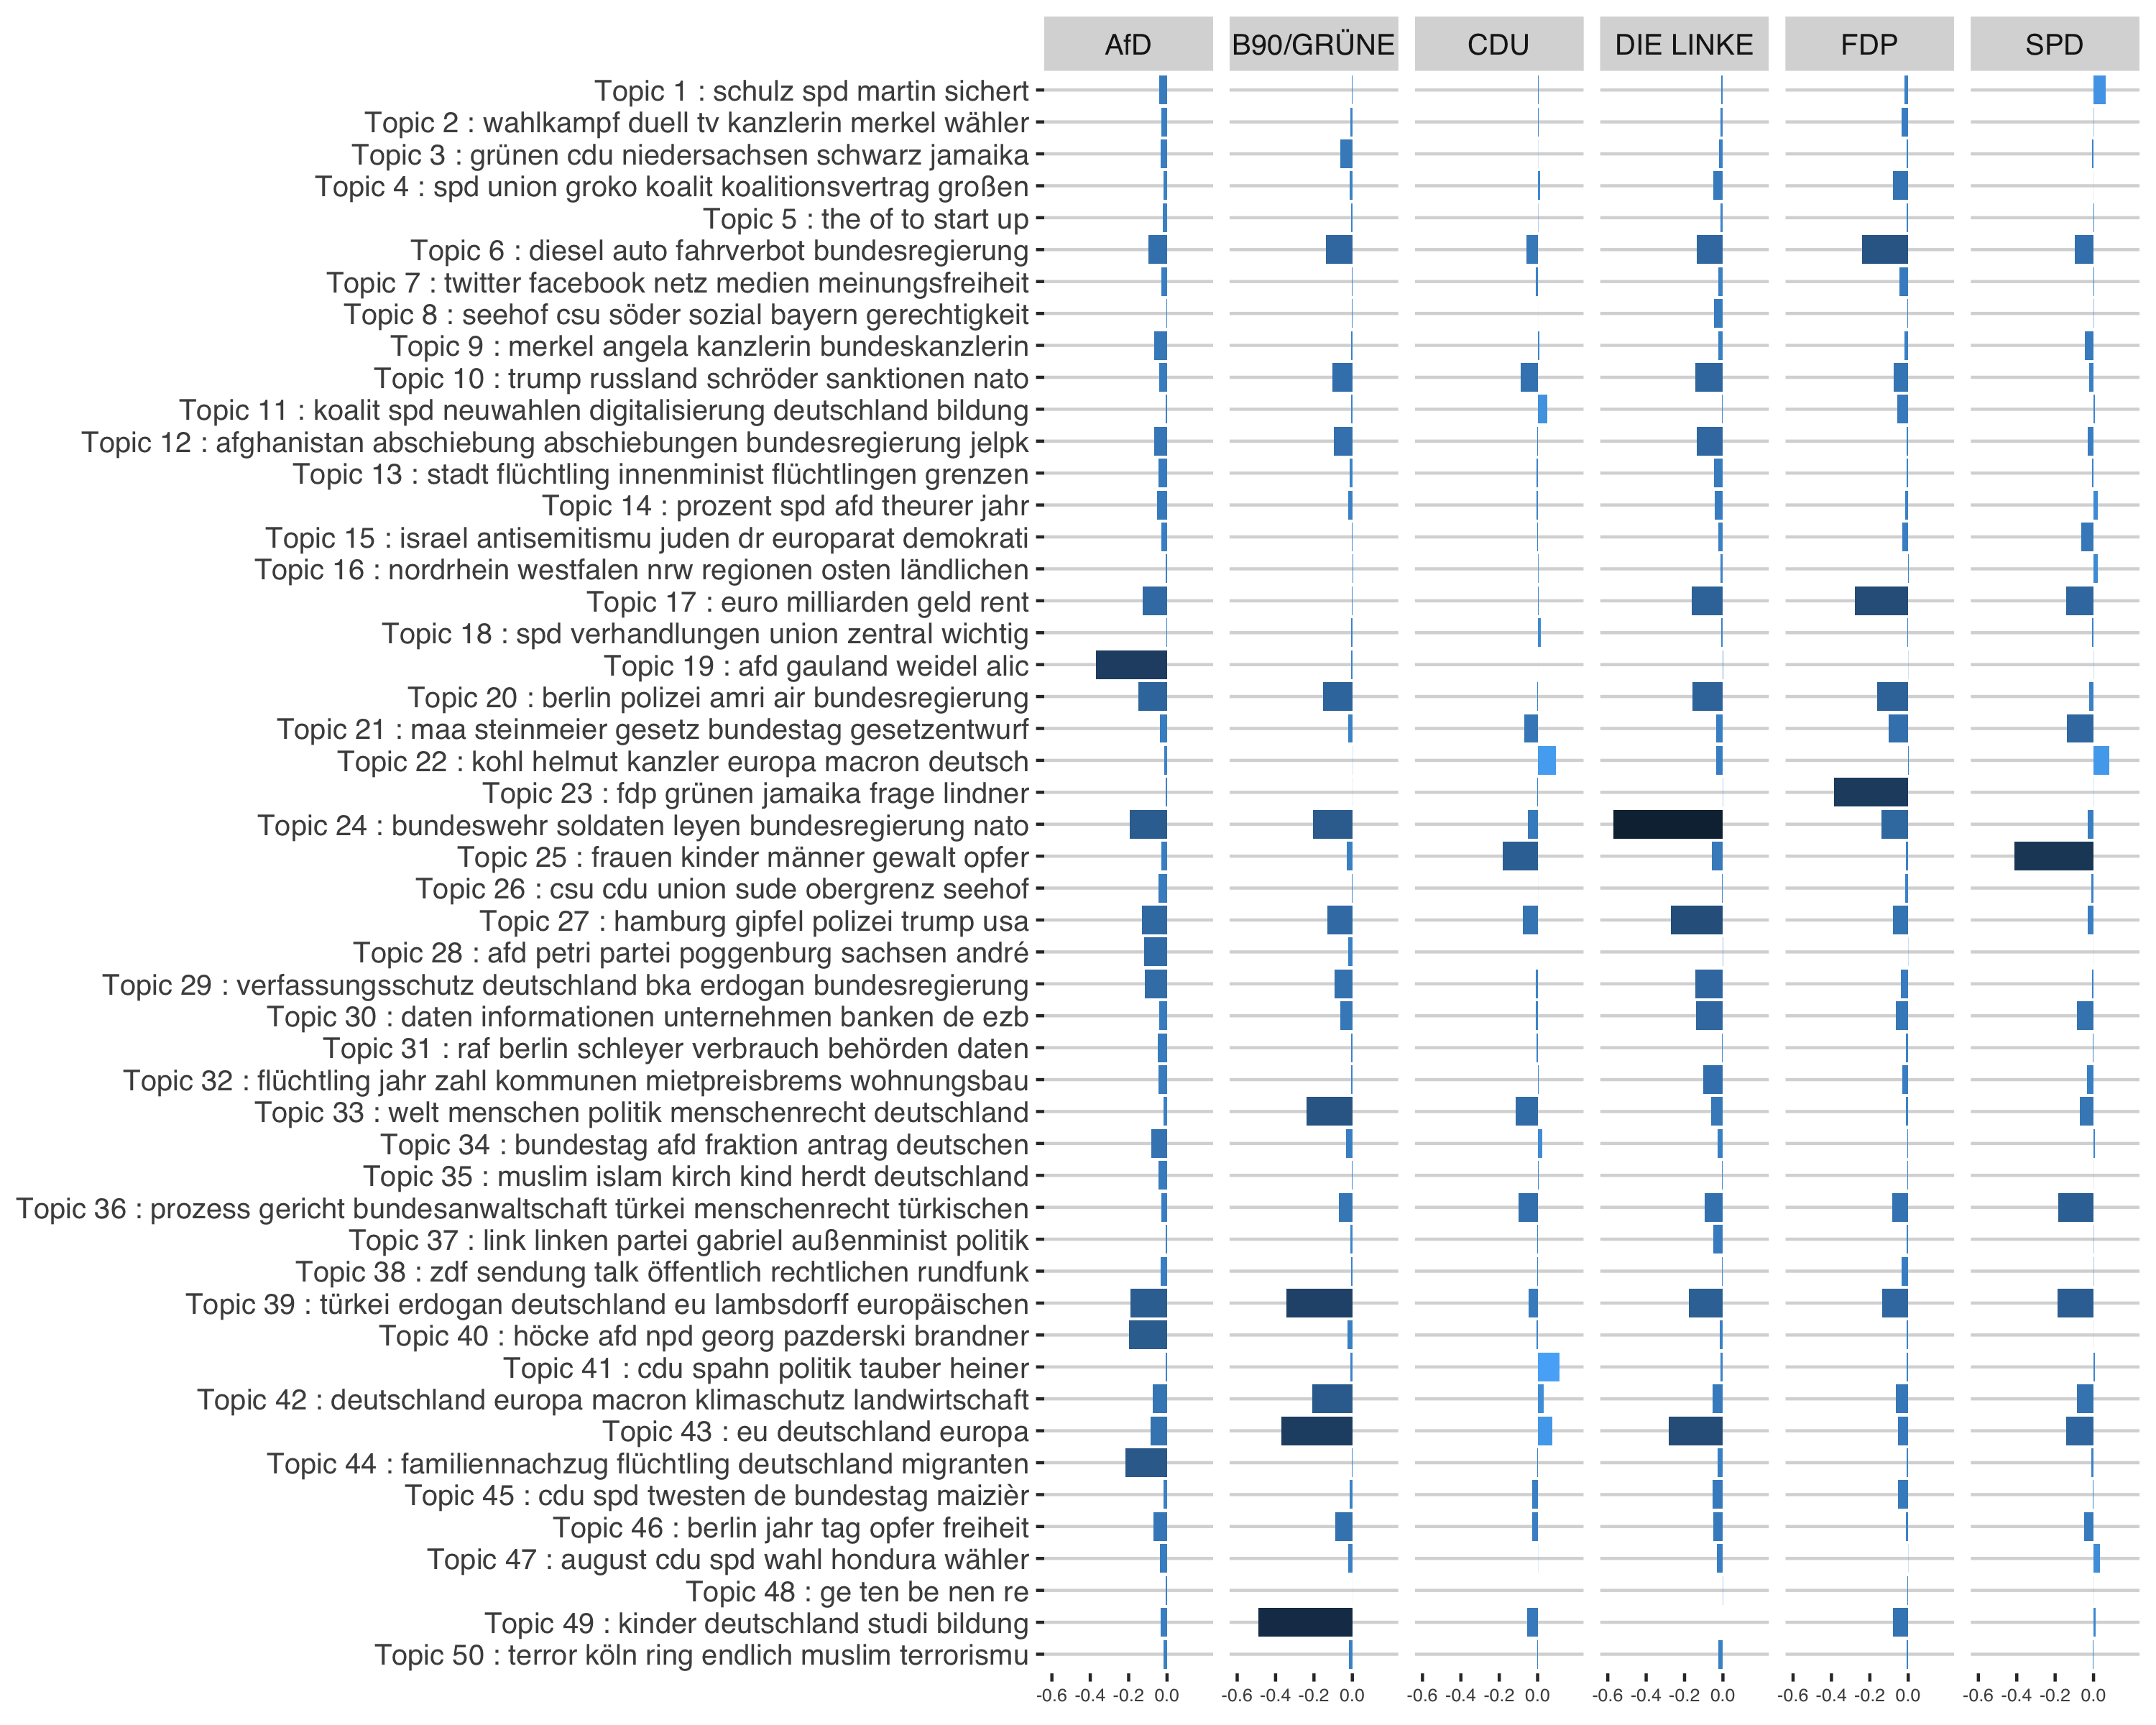 AfD B90/GRÜNE CDU DIE LINKE FDP SPD
Topic 1 : schulz spd martin sichert
Topic 2 : wahlkampf duell tv kanzlerin merkel wähler
Topic 3 : grünen cdu niedersachsen schwarz jamaika
Topic 4 : spd union groko koalit koalitionsvertrag großen
Topic 5 : the of to start up
Topic 6 : diesel auto fahrverbot bundesregierung
Topic 7 : twitter facebook netz medien meinungsfreiheit
Topic 8 : seehof csu söder sozial bayern gerechtigkeit
Topic 9 : merkel angela kanzlerin bundeskanzlerin
Topic 10 : trump russland schröder sanktionen nato
Topic 11 : koalit spd neuwahlen digitalisierung deutschland bildung
Topic 12 : afghanistan abschiebung abschiebungen bundesregierung jelpk
Topic 13 : stadt flüchtling innenminist flüchtlingen grenzen
Topic 14 : prozent spd afd theurer jahr
Topic 15 : israel antisemitismu juden dr europarat demokrati
Topic 16 : nordrhein westfalen nrw regionen osten ländlichen
Topic 17 : euro milliarden geld rent
Topic 18 : spd verhandlungen union zentral wichtig
Topic 19 : afd gauland weidel alic
Topic 20 : berlin polizei amri air bundesregierung
Topic 21 : maa steinmeier gesetz bundestag gesetzentwurf
Topic 22 : kohl helmut kanzler europa macron deutsch
Topic 23 : fdp grünen jamaika frage lindner
Topic 24 : bundeswehr soldaten leyen bundesregierung nato
Topic 25 : frauen kinder männer gewalt opfer
Topic 26 : csu cdu union sude obergrenz seehof
Topic 27 : hamburg gipfel polizei trump usa
Topic 28 : afd petri partei poggenburg sachsen andré
Topic 29 : verfassungsschutz deutschland bka erdogan bundesregierung
Topic 30 : daten informationen unternehmen banken de ezb
Topic 31 : raf berlin schleyer verbrauch behörden daten
Topic 32 : flüchtling jahr zahl kommunen mietpreisbrems wohnungsbau
Topic 33 : welt menschen politik menschenrecht deutschland
Topic 34 : bundestag afd fraktion antrag deutschen
Topic 35 : muslim islam kirch kind herdt deutschland
Topic 36 : prozess gericht bundesanwaltschaft türkei menschenrecht türkischen
Topic 37 : link linken partei gabriel außenminist politik
Topic 38 : zdf sendung talk öffentlich rechtlichen rundfunk
Topic 39 : türkei erdogan deutschland eu lambsdorff europäischen
Topic 40 : höcke afd npd georg pazderski brandner
Topic 41 : cdu spahn politik tauber heiner
Topic 42 : deutschland europa macron klimaschutz landwirtschaft
Topic 43 : eu deutschland europa
Topic 44 : familiennachzug flüchtling deutschland migranten
Topic 45 : cdu spd twesten de bundestag maizièr
Topic 46 : berlin jahr tag opfer freiheit
Topic 47 : august cdu spd wahl hondura wähler
Topic 48 : ge ten be nen re
Topic 49 : kinder deutschland studi bildung
Topic 50 : terror köln ring endlich muslim terrorismu
-0.6 -0.4 -0.2 0.0 -0.6 -0.4 -0.2 0.0 -0.6 -0.4 -0.2 0.0 -0.6 -0.4 -0.2 0.0 -0.6 -0.4 -0.2 0.0 -0.6 -0.4 -0.2 0.0